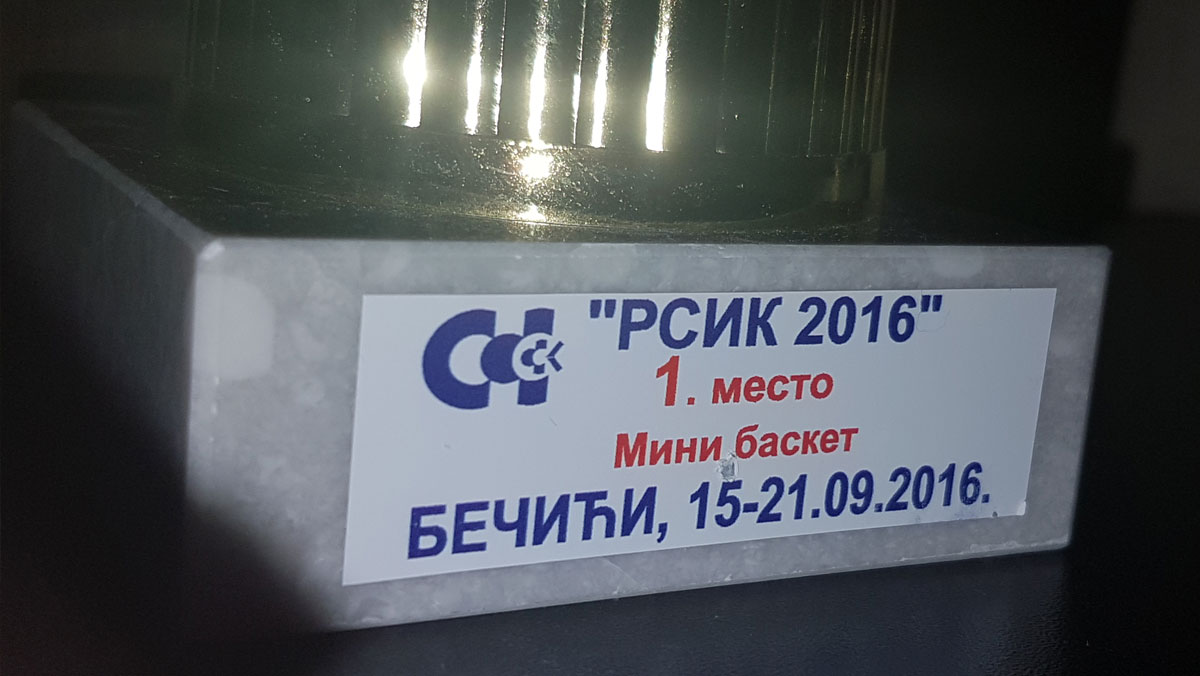 "РСИК 2016"
1. место
Мини баскет
БЕЧИЋИ, 15-21.09.2016.